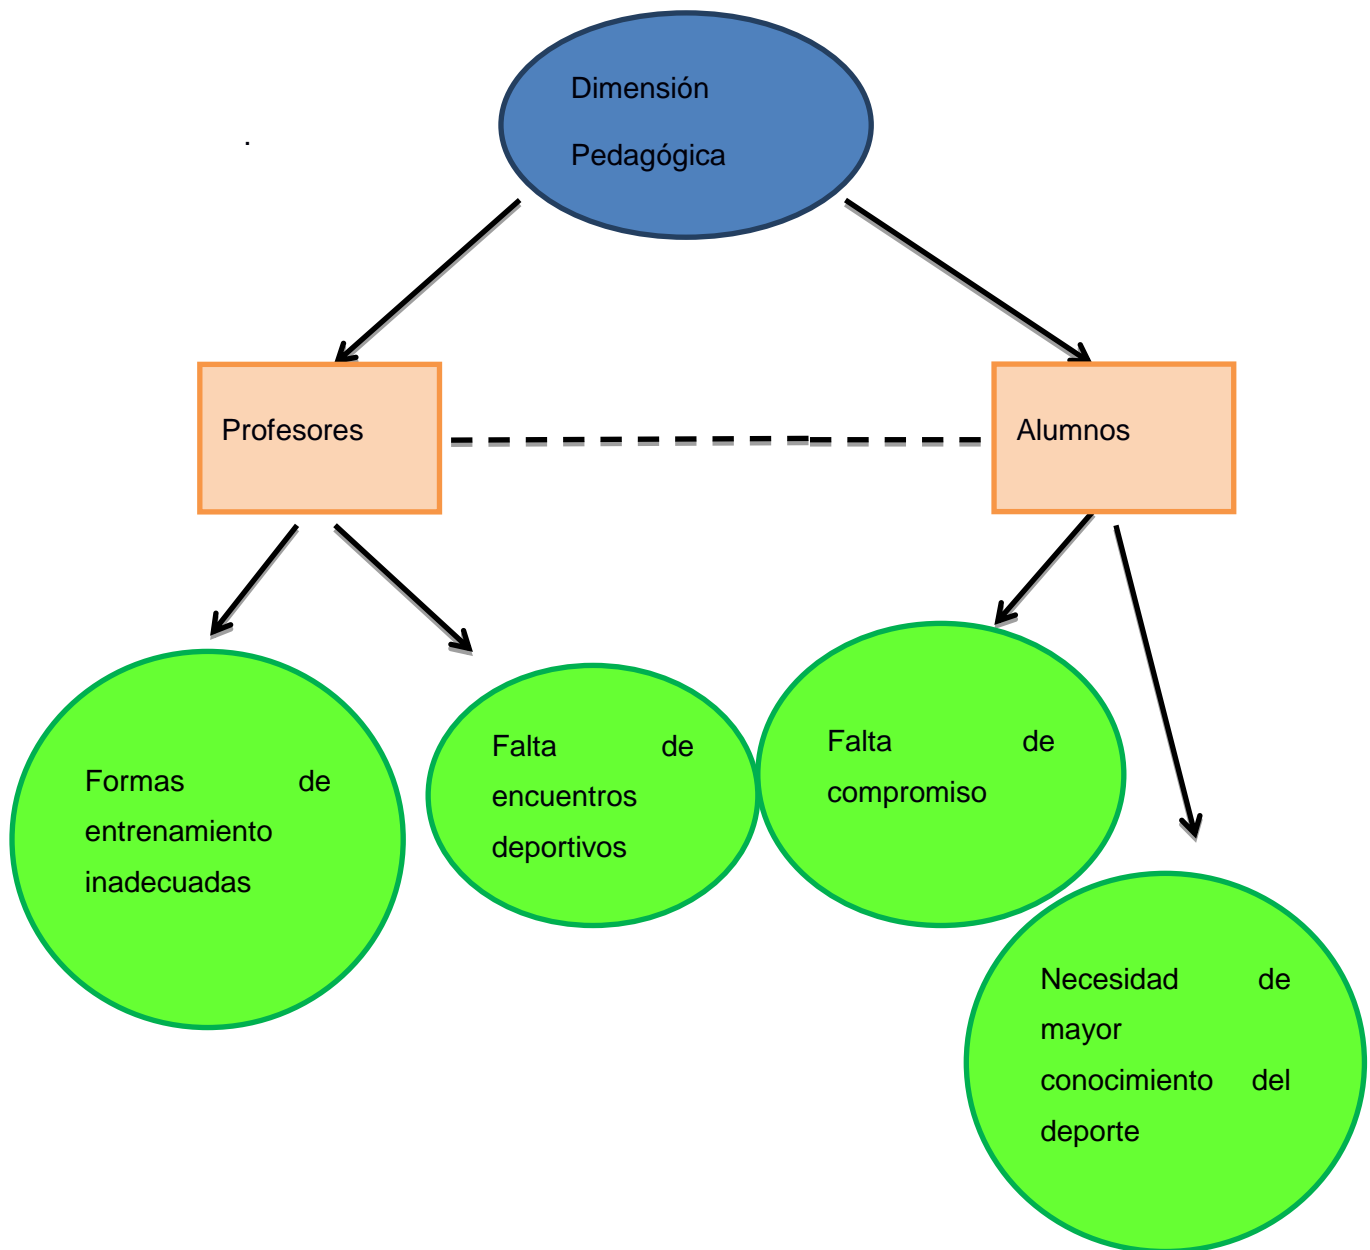 Dimensión
Pedagógica
.
Profesores
Alumnos
Formas de
entrenamiento
inadecuadas
Falta de
encuentros
deportivos
Falta de
compromiso
Necesidad de
mayor
conocimiento del
deporte